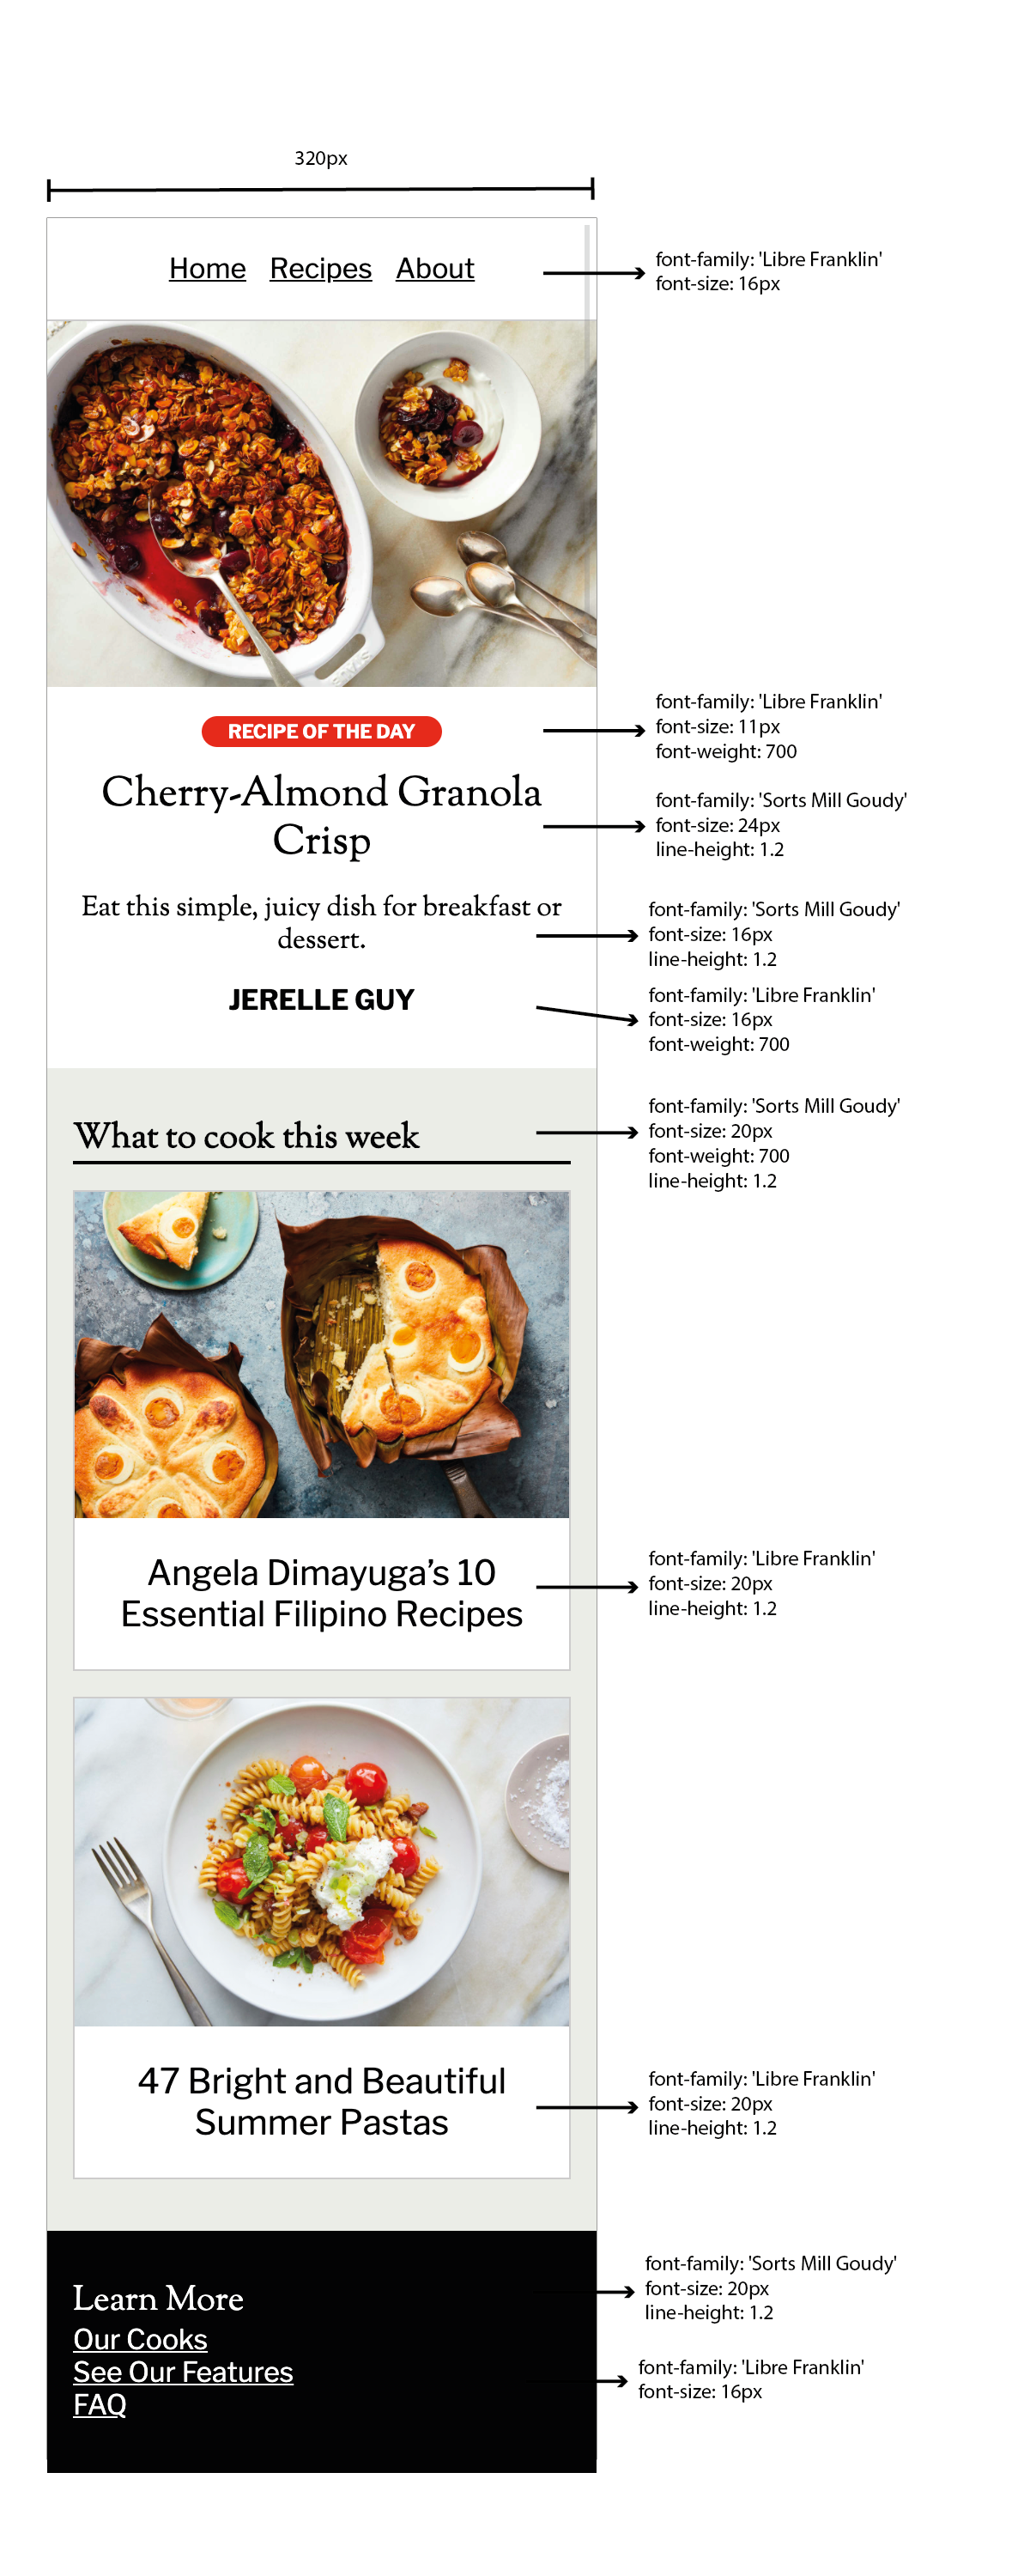 320px
Home Recipes About
font-family: 'Libre Franklin'
font-size: 16px
RECIPE OF THE DAY
font-family: 'Libre Franklin'
font-size: 11px
font-weight: 700
Cherry-Almond Granola
Crisp
font-family: 'Sorts Mill Goudy'
font-size: 24px
line-height: 1.2
Eat this simple, juicy dish for breakfast or
dessert.
font-family: 'Sorts Mill Goudy'
font-size: 16px
line-height: 1.2
JERELLE GUY
font-family: 'Libre Franklin'
font-size: 16px
font-weight: 700
What to cook this week
font-family: 'Sorts Mill Goudy'
font-size: 20px
font-weight: 700
line-height: 1.2
Angela Dimayuga’s 10
Essential Filipino Recipes
font-family: 'Libre Franklin'
font-size: 20px
line-height: 1.2
47 Bright and Beautiful
Summer Pastas
font-family: 'Libre Franklin'
font-size: 20px
line-height: 1.2
Learn More
font-family: 'Sorts Mill Goudy'
font-size: 20px
line-height: 1.2
Our Cooks
See Our Features
FAQ
font-family: 'Libre Franklin'
font-size: 16px